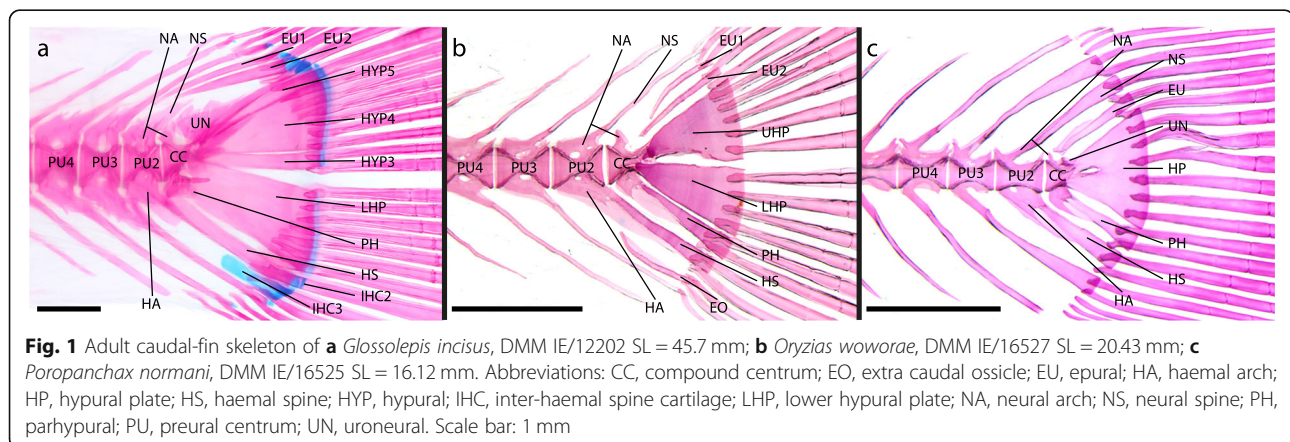 a
NA NS EU1 EU2
HYP5
HYP4
UN
HYP3
PU4 PU3 PU2 CC
LHP
PH
HS
IHC2
HA
IHC3
b
NA NS EU1
EU2
UHP
PU4 PU3 PU2 CC
LHP
PH
HS
HA EO
c
NA
NS
EU
UN
HP
PU4 PU3 PU2 CC
PH
HS
HA
Fig. 1 Adult caudal-fin skeleton of a Glossolepis incisus, DMM IE/12202 SL = 45.7 mm; b Oryzias woworae, DMM IE/16527 SL = 20.43 mm; c
Poropanchax normani, DMM IE/16525 SL = 16.12 mm. Abbreviations: CC, compound centrum; EO, extra caudal ossicle; EU, epural; HA, haemal arch;
HP, hypural plate; HS, haemal spine; HYP, hypural; IHC, inter-haemal spine cartilage; LHP, lower hypural plate; NA, neural arch; NS, neural spine; PH,
parhypural; PU, preural centrum; UN, uroneural. Scale bar: 1 mm